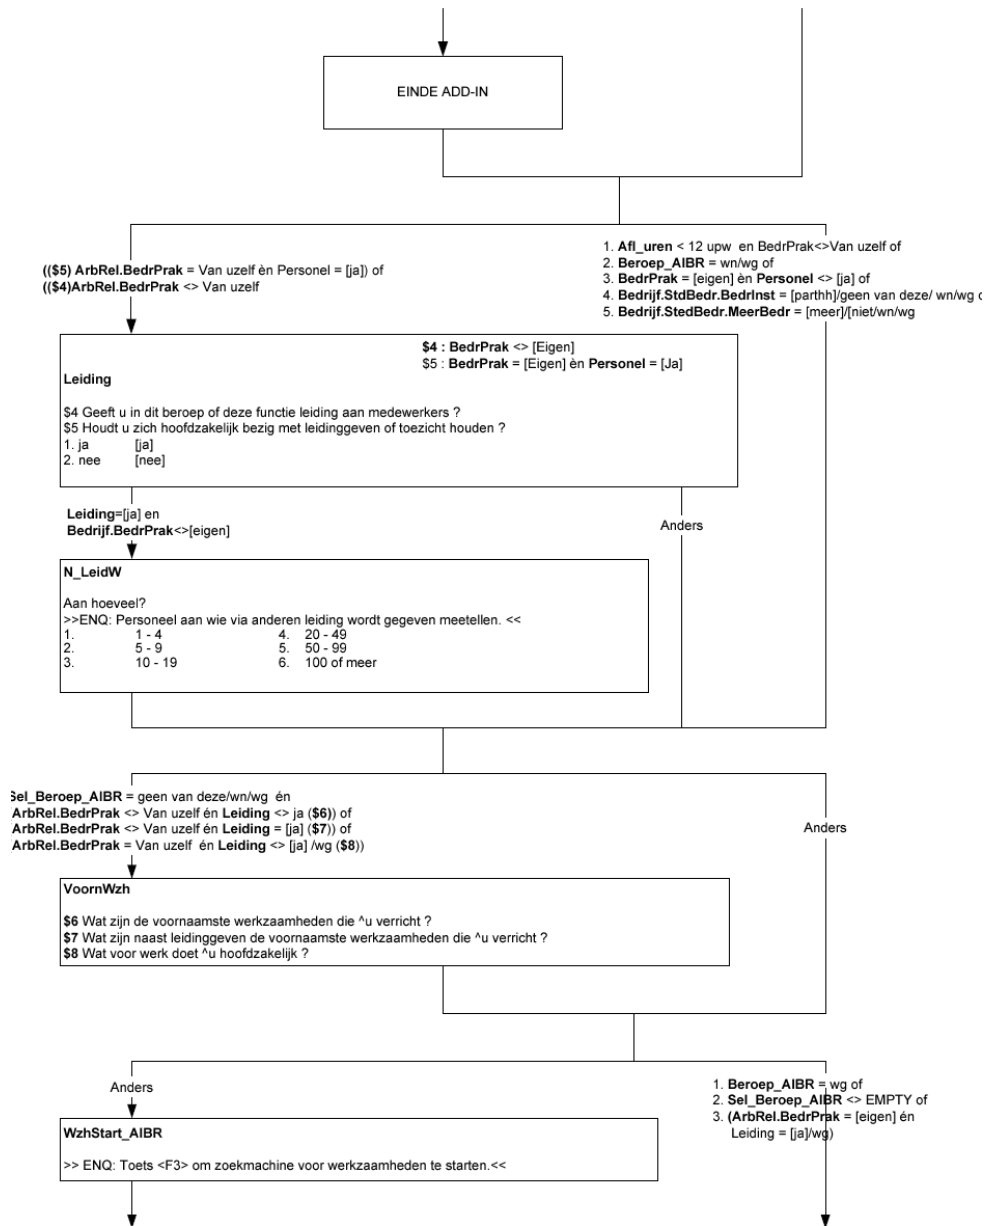 EINDE ADD-IN
(($5) ArbRel.BedrPrak = Van uzelf èn Personel = [ja]) of
(($4)ArbRel.BedrPrak <> Van uzelf
1. Afl_uren < 12 upw en BedrPrak<>Van uzelf of
2. Beroep_AIBR = wn/wg of
3. BedrPrak = [eigen] èn Personel <> [ja] of
4. Bedrijf.StdBedr.BedrInst = [parthh]/geen van deze/ wn/wg
5. Bedrijf.StedBedr.MeerBedr = [meer]/[niet/wn/wg
$4 : BedrPrak <> [Eigen]
$5 : BedrPrak = [Eigen] èn Personel = [Ja]
Leiding
$4 Geeft u in dit beroep of deze functie leiding aan medewerkers ?
$5 Houdt u zich hoofdzakelijk bezig met leidinggeven of toezicht houden ?
1. ja [ja]
2. nee [nee]
Leiding=[ja] en
Bedrijf.BedrPrak<>[eigen]
Anders
N_LeidW
Aan hoeveel?
>>ENQ: Personeel aan wie via anderen leiding wordt gegeven meetellen. <<
1. 1 - 4 4. 20 - 49
2. 5 - 9 5. 50 - 99
3. 10 - 19 6. 100 of meer
Sel_Beroep_AIBR = geen van deze/wn/wg én
ArbRel.BedrPrak <> Van uzelf én Leiding <> ja ($6)) of
ArbRel.BedrPrak <> Van uzelf én Leiding = [ja] ($7)) of
ArbRel.BedrPrak = Van uzelf én Leiding <> [ja] /wg ($8))
Anders
VoornWzh
$6 Wat zijn de voornaamste werkzaamheden die ^u verricht ?
$7 Wat zijn naast leidinggeven de voornaamste werkzaamheden die ^u verricht ?
$8 Wat voor werk doet ^u hoofdzakelijk ?
Anders
1. Beroep_AIBR = wg of
2. Sel_Beroep_AIBR <> EMPTY of
3. (ArbRel.BedrPrak = [eigen] én
Leiding = [ja]/wg)
WzhStart_AIBR
>> ENQ: Toets <F3> om zoekmachine voor werkzaamheden te starten.<<